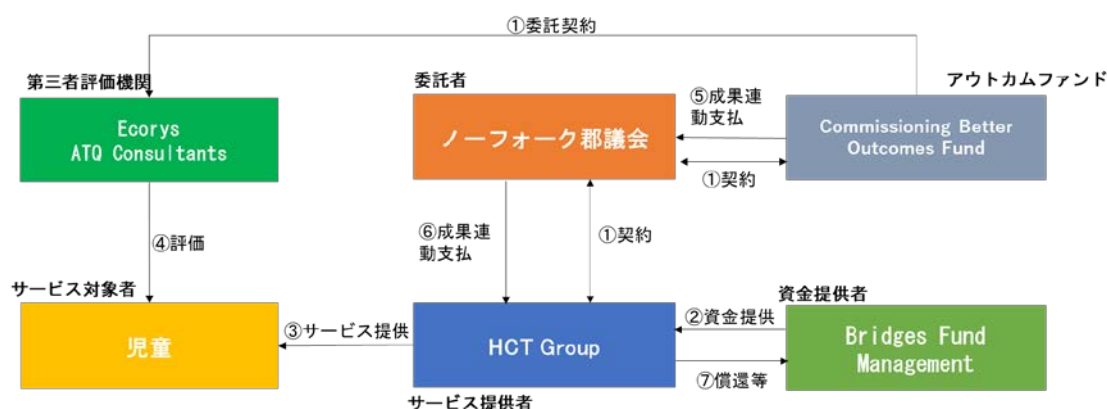 ①委託契約
第三者評価機関
委託者
アウトカムファンド
Ecorys
ATQ Consultants
ノーフォーク郡議会
⑤成果連
動支払
Commissioning Better
Outcomes Fund
①契約
④評価
⑥成果連
動支払
①契約
サービス対象者
資金提供者
児童
③サービス提供
HCT Group
②資金提供
Bridges Fund
Management
⑦償還等
サービス提供者